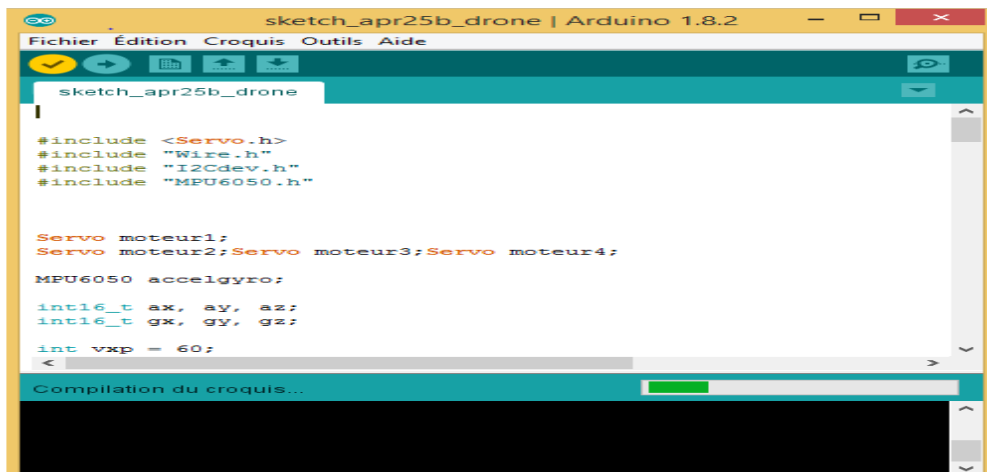 sketch_apr25b_drone | Arduino 1.8.2
Fichier Édition Croquis Outils Aide
sketch_apr25b_drone
#include <Servo.h>
#include "Wire.h"
#include "I2Cdev.h"
#include "MPU6050.h"
Servo moteur1;
Servo moteur2;Servo moteur3;Servo moteur4;
MPU6050 accelgyro;
int16_t ax, ay, az;
int16_t gx, gy, gz;
int vxp = 60;
Compilation du croquis...